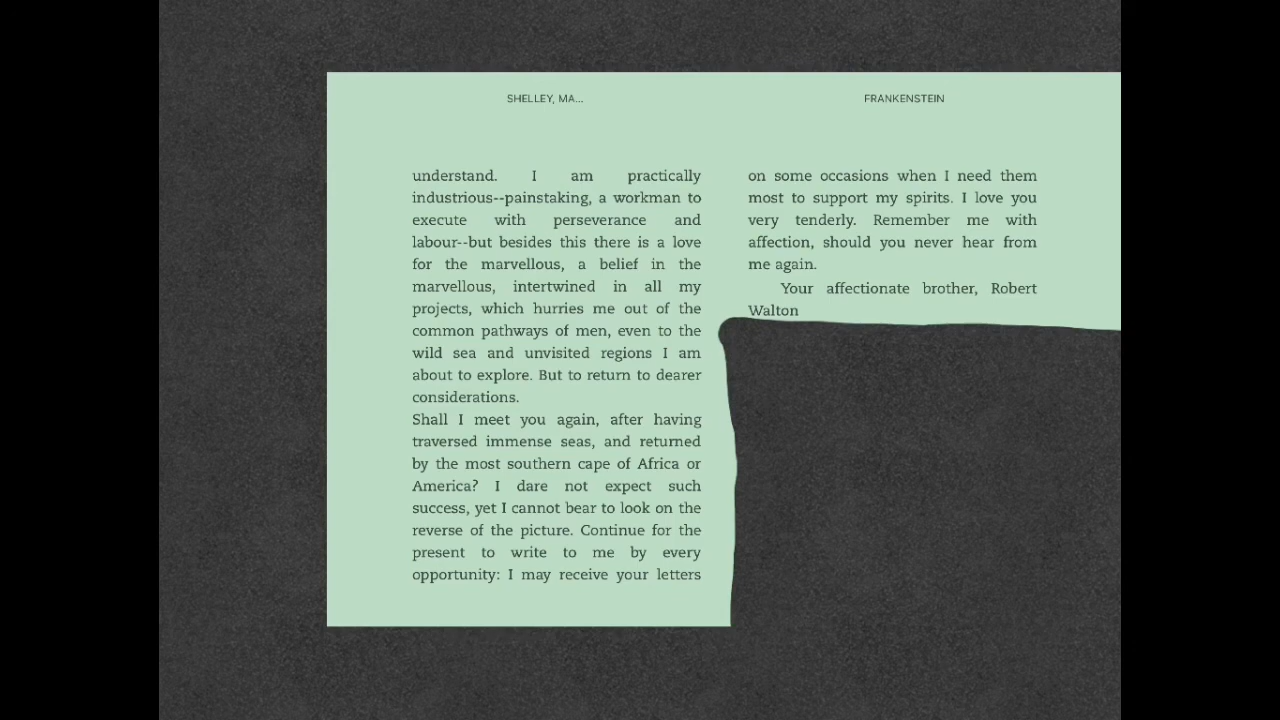 SHELLEY, MA...
understand. I am practically
industrious--painstaking, a workman to
execute with perseverance and
labour--but besides this there is a love
for the marvellous, a belief in the
marvellous, intertwined in all my
projects, which hurries me out of the
common pathways of men, even to the
wild sea and unvisited regions I am
about to explore. But to return to dearer
considerations.
Shall I meet you again, after having
traversed immense seas, and returned
by the most southern cape of Africa or
America? I dare not expect such
success, yet I cannot bear to look on the
reverse of the picture. Continue for the
present to write to me by every
opportunity: I may receive your letters
FRANKENSTEIN
on some occasions when I need them
most to support my spirits. I love you
very tenderly. Remember me with
affection, should you never hear from
me again.
Your affectionate brother, Robert
Walton